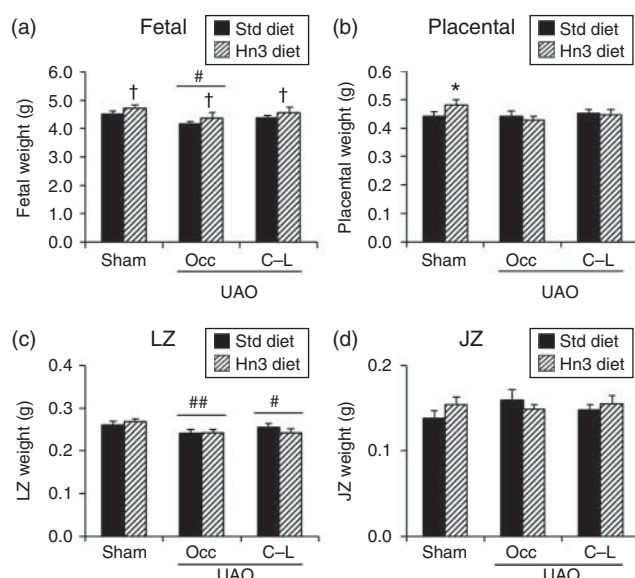 (a) Fetal
Std diet
Hn3 diet
Fetal weight (g)
6.0
5.0
4.0
3.0
2.0
1.0
0.0
†
#
†
†
Sham Occ C–L
UAO
(b) Placental
Std diet
Hn3 diet
Placental weight (g)
0.6
0.5
0.4
0.3
0.2
0.1
0.0
*
Sham Occ C–L
UAO
(c) LZ
Std diet
Hn3 diet
LZ weight (g)
0.4
0.3
0.2
0.1
0.0
##
#
Sham Occ C–L
UAO
(d) JZ
Std diet
Hn3 diet
JZ weight (g)
0.2
0.1
0.0
Sham Occ C–L
UAO